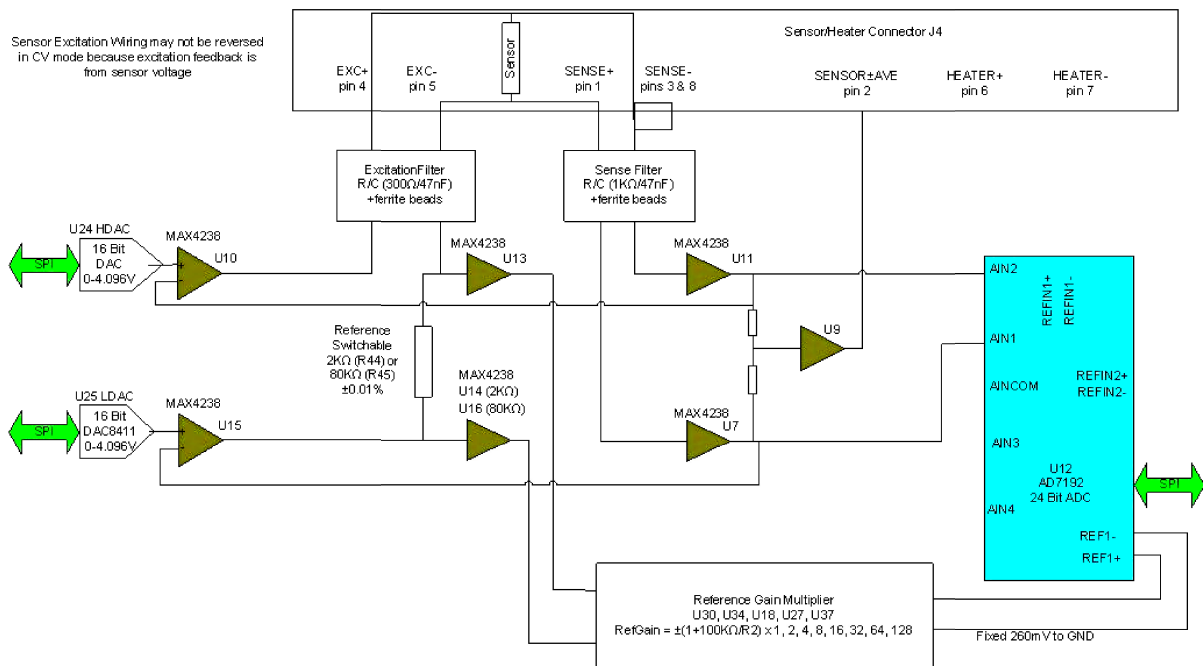 Sensor Excitation Wiring may not be reversed
in CV mode because excitation feedback is
from sensor voltage
Sensor/Heater Connector J4
Sensor
EXC+
pin 4
EXC-
pin 5
SENSE+
pin 1
SENSE-
pins 3 & 8
SENSOR±AVE
pin 2
HEATER+
pin 6
HEATER-
pin 7
ExcitationFilter
R/C (300Ω/47nF)
+ferrite beads
Sense Filter
R/C (1KΩ/47nF)
+ferrite beads
U24 HDAC
16 Bit
DAC
0-4.096V
SPI
MAX4238
U10
+
-
MAX4238
U13
MAX4238
U11
U9
Reference
Switchable
2KΩ (R44) or
80KΩ (R45)
±0.01%
U25 LDAC
16 Bit
DAC8411
0-4.096V
SPI
MAX4238
U15
+
-
MAX4238
U14 (2KΩ)
U16 (80KΩ)
MAX4238
U7
AIN2
REFIN1+
REFIN1-
AIN1
AINCOM
REFIN2+
REFIN2-
AIN3
U12
AD7192
24 Bit ADC
AIN4
REF1-
REF1+
SPI
Reference Gain Multiplier
U30, U34, U18, U27, U37
RefGain = ±(1+100KΩ/R2) x 1, 2, 4, 8, 16, 32, 64, 128
Fixed 260mV to GND